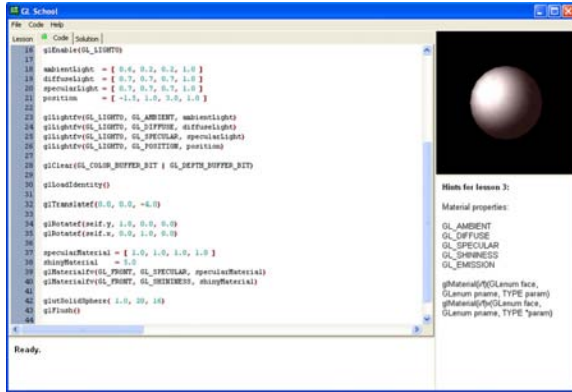 GL School
File Code Help
Lesson Code Solution
16 glEnable(GL_LIGHT0)
17
18 ambientLight = [ 0.6, 0.2, 0.2, 1.0 ]
19 diffuseLight = [ 0.7, 0.7, 0.7, 1.0 ]
20 specularLight = [ 0.7, 0.7, 0.7, 1.0 ]
21 position = [ -1.5, 1.0, 3.0, 1.0 ]
22
23 glLightfv(GL_LIGHT0, GL_AMBIENT, ambientLight)
24 glLightfv(GL_LIGHT0, GL_DIFFUSE, diffuseLight)
25 glLightfv(GL_LIGHT0, GL_SPECULAR, specularLight)
26 glLightfv(GL_LIGHT0, GL_POSITION, position)
27
28 glClear(GL_COLOR_BUFFER_BIT | GL_DEPTH_BUFFER_BIT)
29
30 glLoadIdentity()
31
32 glTranslatef(0.0, 0.0, -4.0)
33
34 glRotatef(self.y, 1.0, 0.0, 0.0)
35 glRotatef(self.x, 0.0, 1.0, 0.0)
36
37 specularMaterial = [ 1.0, 1.0, 1.0, 1.0 ]
38 shinyMaterial = 5.0
39 glMaterialfv(GL_FRONT, GL_SPECULAR, specularMaterial)
40 glMaterialfv(GL_FRONT, GL_SHININESS, shinyMaterial)
41
42 glutSolidSphere( 1.0, 20, 16)
43 glFlush()
44
Ready.
Hints for lesson 3:
Material properties:
GL_AMBIENT
GL_DIFFUSE
GL_SPECULAR
GL_SHININESS
GL_EMISSION
glMaterial{i/f}(GLenum face,
GLenum pname, TYPE param)
glMaterial{i/f}v(GLenum face,
GLenum pname, TYPE *param)